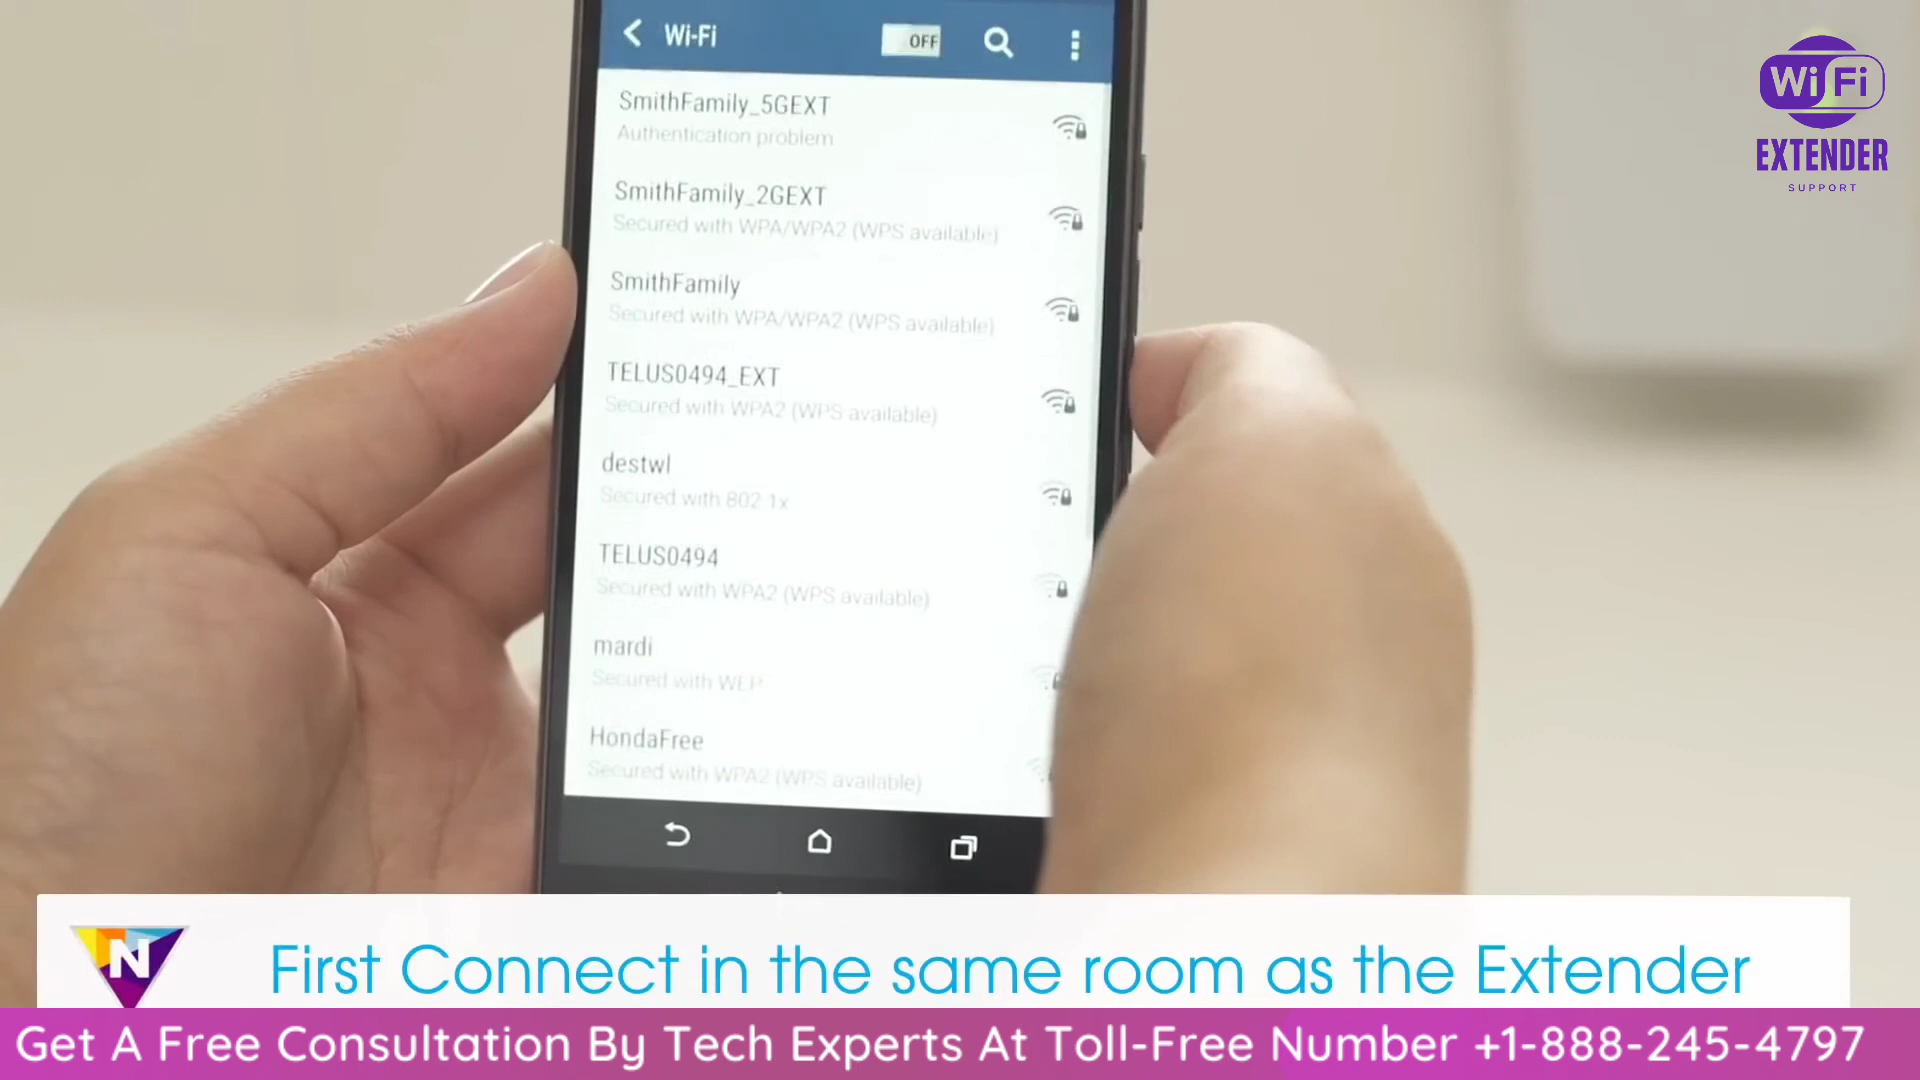 Wi-Fi
OFF
SmithFamily_5GEXT
Authentication problem
SmithFamily_2GEXT
Secured with WPA/WPA2 (WPS available)
SmithFamily
Secured with WPA/WPA2 (WPS available)
TELUS0494_EXT
Secured with WPA2 (WPS available)
destwl
Secured with 802.1x
TELUS0494
Secured with WPA2 (WPS available)
mardi
Secured with WEP
HondaFree
Secured with WPA2 (WPS available)
WiFi
EXTENDER
SUPPORT
N
First Connect in the same room as the Extender
Get A Free Consultation By Tech Experts At Toll-Free Number +1-888-245-4797